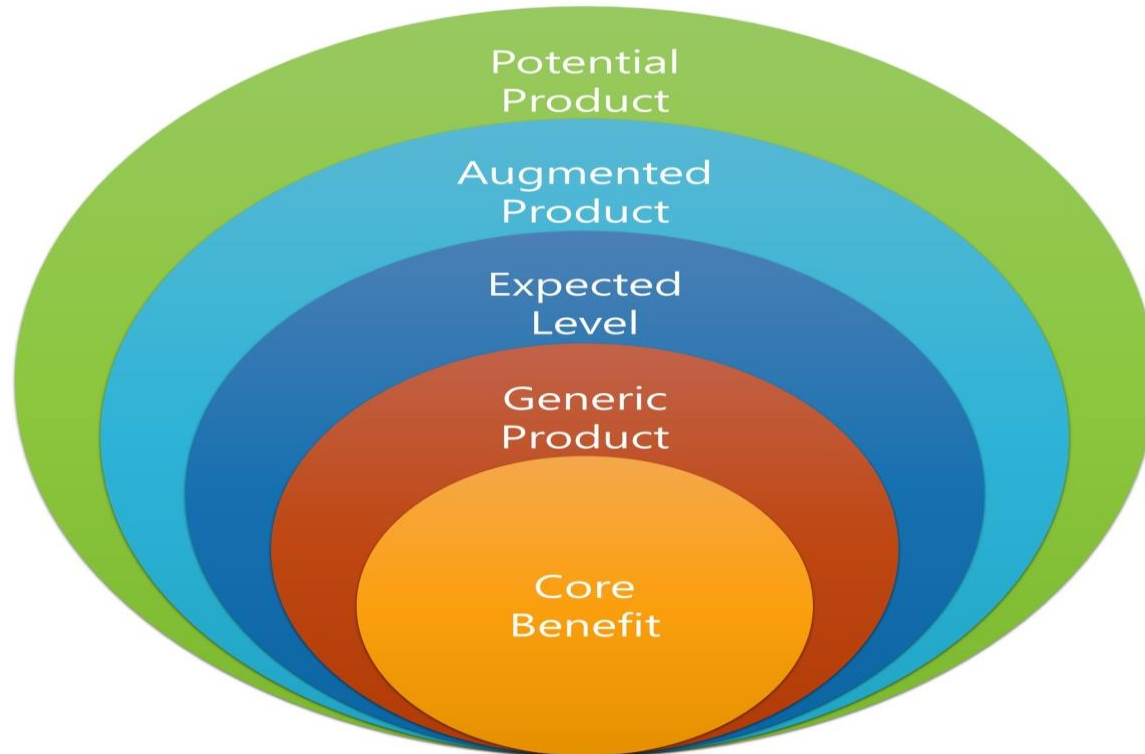 Potential
Product
Augmented
Product
Expected
Level
Generic
Product
Core
Benefit